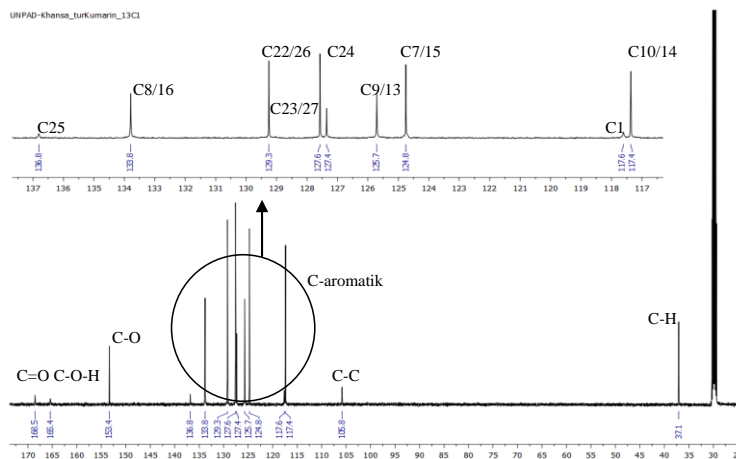 UNPAD-Khansa_turKumarin_13C1
C22/26 C24 C7/15 C10/14
C8/16 C9/13
C23/27
C25 C1
136.8 133.8 129.3 127.6 127.4 125.7 124.8 117.6 117.4
137 136 135 134 133 132 131 130 129 128 127 126 125 124 123 122 121 120 119 118 117
C-aromatik
C-H
C-O
C=O C-O-H C-C
168.5 165.4 153.4 136.8 133.8 129.3 127.6 127.4 125.7 124.8 117.6 117.4 105.8 37.1
170 165 160 155 150 145 140 135 130 125 120 115 110 105 100 95 90 85 80 75 70 65 60 55 50 45 40 35 30 25